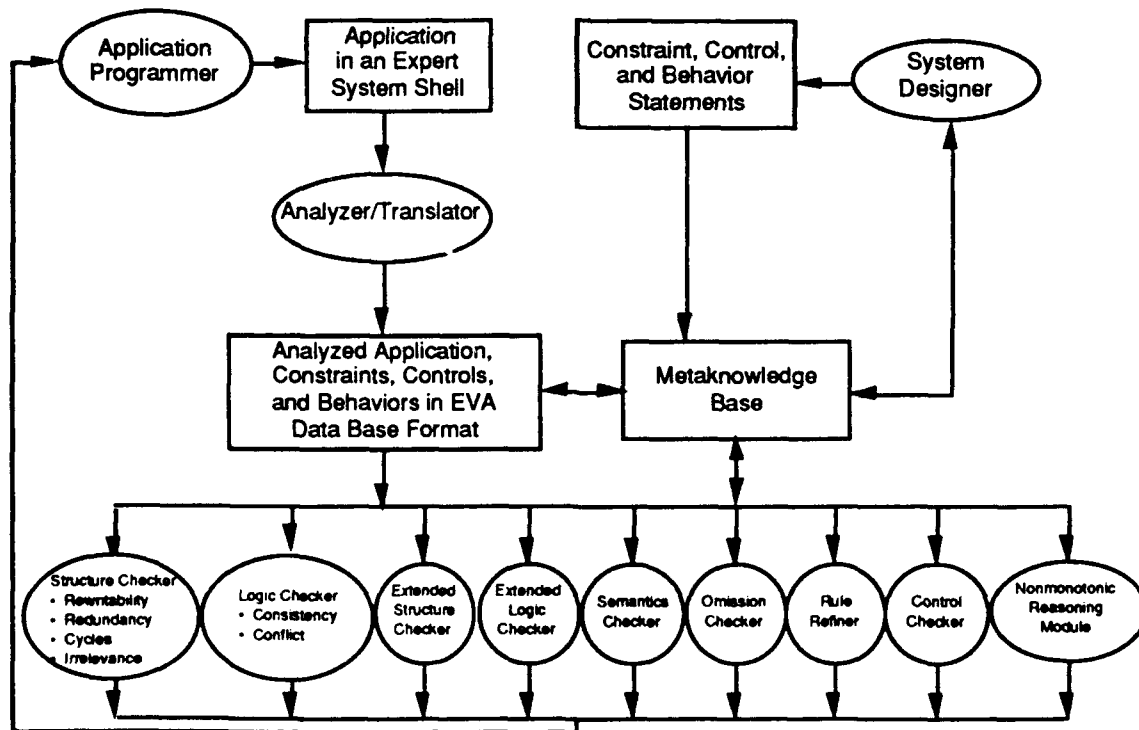 Application
Programmer
Application
in an Expert
System Shell
Constraint, Control,
and Behavior
Statements
System
Designer
Analyzer/Translator
Analyzed Application,
Constraints, Controls,
and Behaviors in EVA
Data Base Format
Metaknowledge
Base
Structure Checker
• Rewritability
• Redundancy
• Cycles
• Irrelevance
Logic Checker
• Consistency
• Conflict
Extended
Structure
Checker
Extended
Logic
Checker
Semantics
Checker
Omission
Checker
Rule
Refiner
Control
Checker
Nonmonotonic
Reasoning
Module